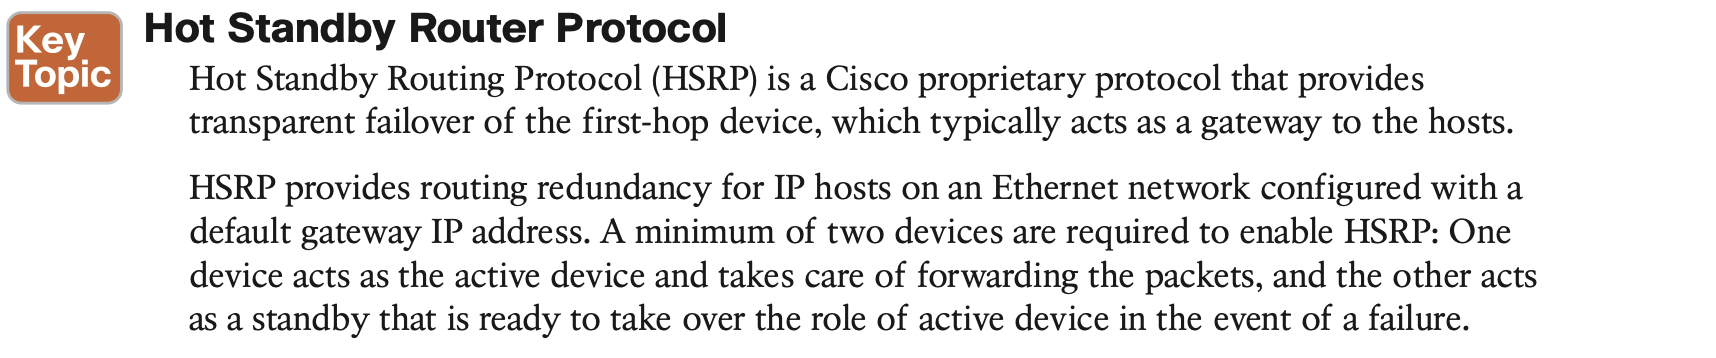 Key
Topic
Hot Standby Router Protocol
Hot Standby Routing Protocol (HSRP) is a Cisco proprietary protocol that provides
transparent failover of the first-hop device, which typically acts as a gateway to the hosts.
HSRP provides routing redundancy for IP hosts on an Ethernet network configured with a
default gateway IP address. A minimum of two devices are required to enable HSRP: One
device acts as the active device and takes care of forwarding the packets, and the other acts
as a standby that is ready to take over the role of active device in the event of a failure.